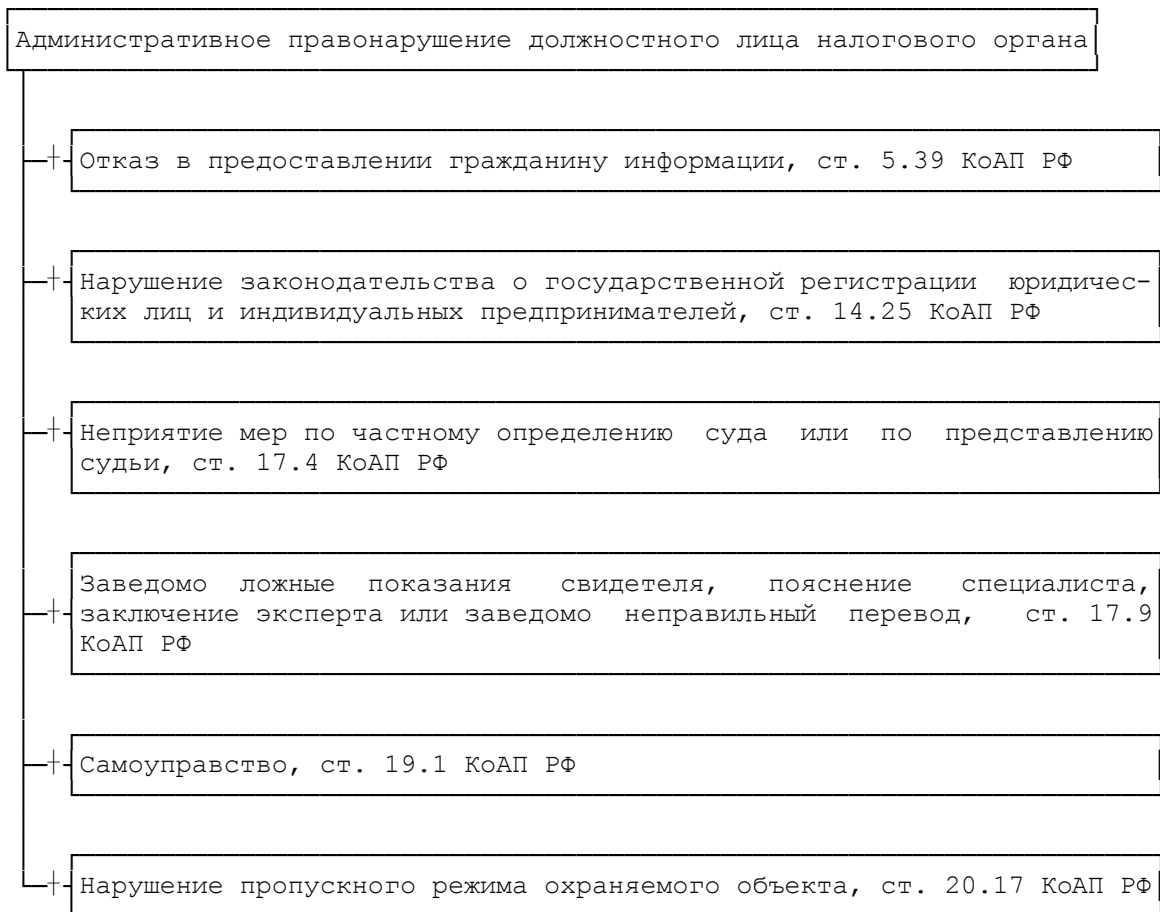 Административное правонарушение должностного лица налогового органа
Отказ в предоставлении гражданину информации, ст. 5.39 КоАП РФ
Нарушение законодательства о государственной регистрации юридичес-
ких лиц и индивидуальных предпринимателей, ст. 14.25 КоАП РФ
Неприятие мер по частному определению суда или по представлению
судьи, ст. 17.4 КоАП РФ
Заведомо ложные показания свидетеля, пояснение специалиста,
заключение эксперта или заведомо неправильный перевод, ст. 17.9
КоАП РФ
Самоуправство, ст. 19.1 КоАП РФ
Нарушение пропускного режима охраняемого объекта, ст. 20.17 КоАП РФ